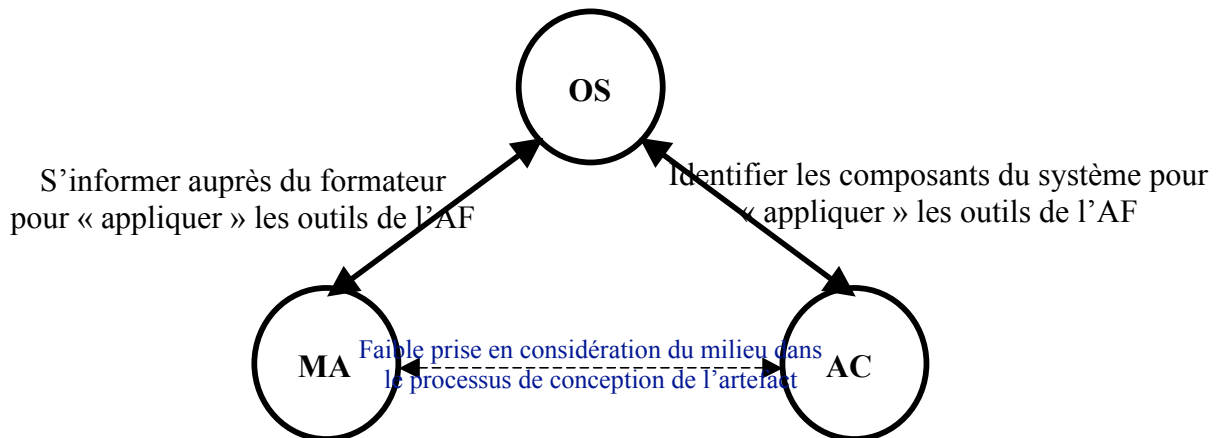 OS
S’informer auprès du formateur
pour « appliquer » les outils de l’AF
Identifier les composants du système pour
« appliquer » les outils de l’AF
MA
Faible prise en considération du milieu dans
le processus de conception de l’artefact
AC